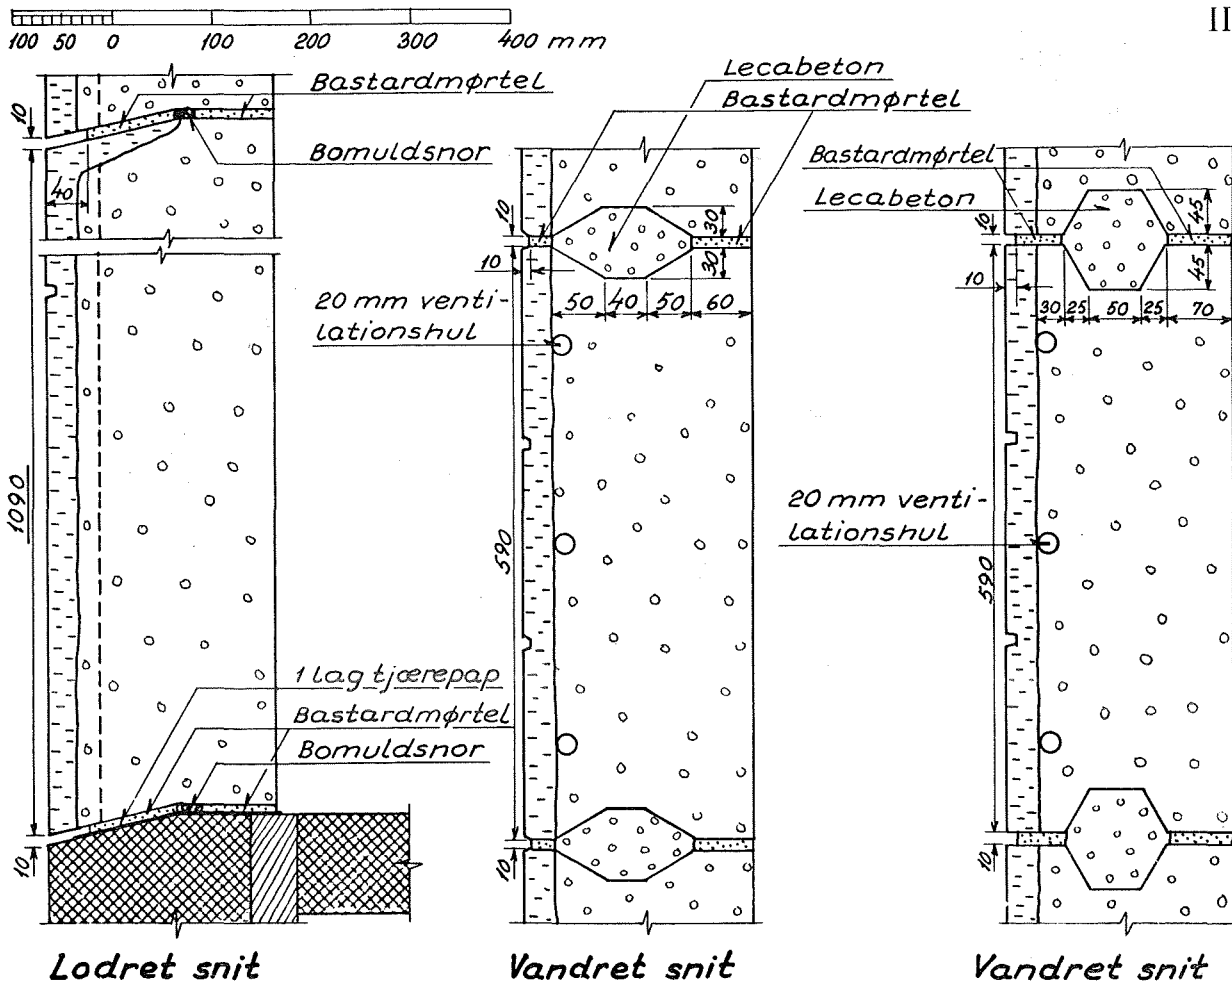 100 50 0 100 200 300 400 mm
II
Bastardmørtel
Bomuldsnor
10
40
1090
1 lag tjærepap
Bastardmørtel
Bomuldsnor
10
Lodret snit
Lecabeton
Bastardmørtel
10
30
30
10
50 40 50 60
20 mm venti-
lationshul
590
10
Vandret snit
Bastardmørtel
Lecabeton
10
45
45
10
30 25 50 25 70
20 mm venti-
lationshul
590
10
Vandret snit